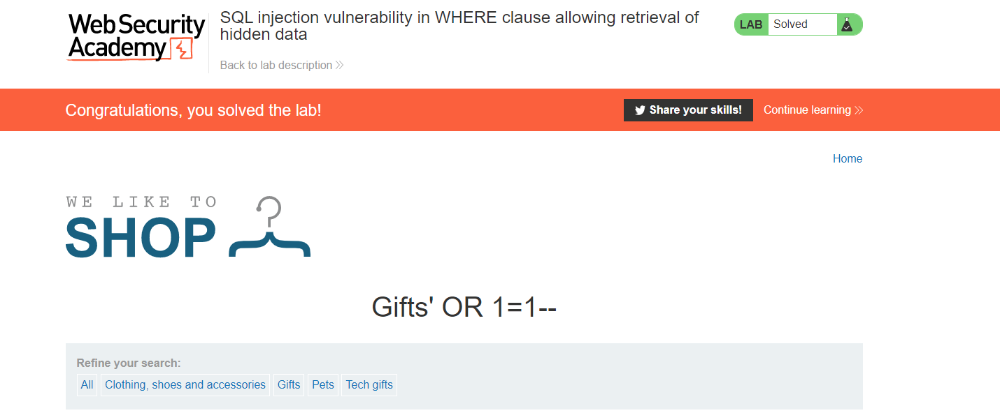 Web Security
Academy
SQL injection vulnerability in WHERE clause allowing retrieval of
hidden data
Back to lab description
LAB Solved
Congratulations, you solved the lab!
Share your skills!
Continue learning
Home
WE LIKE TO
SHOP
Gifts' OR 1=1--
Refine your search:
All Clothing, shoes and accessories Gifts Pets Tech gifts